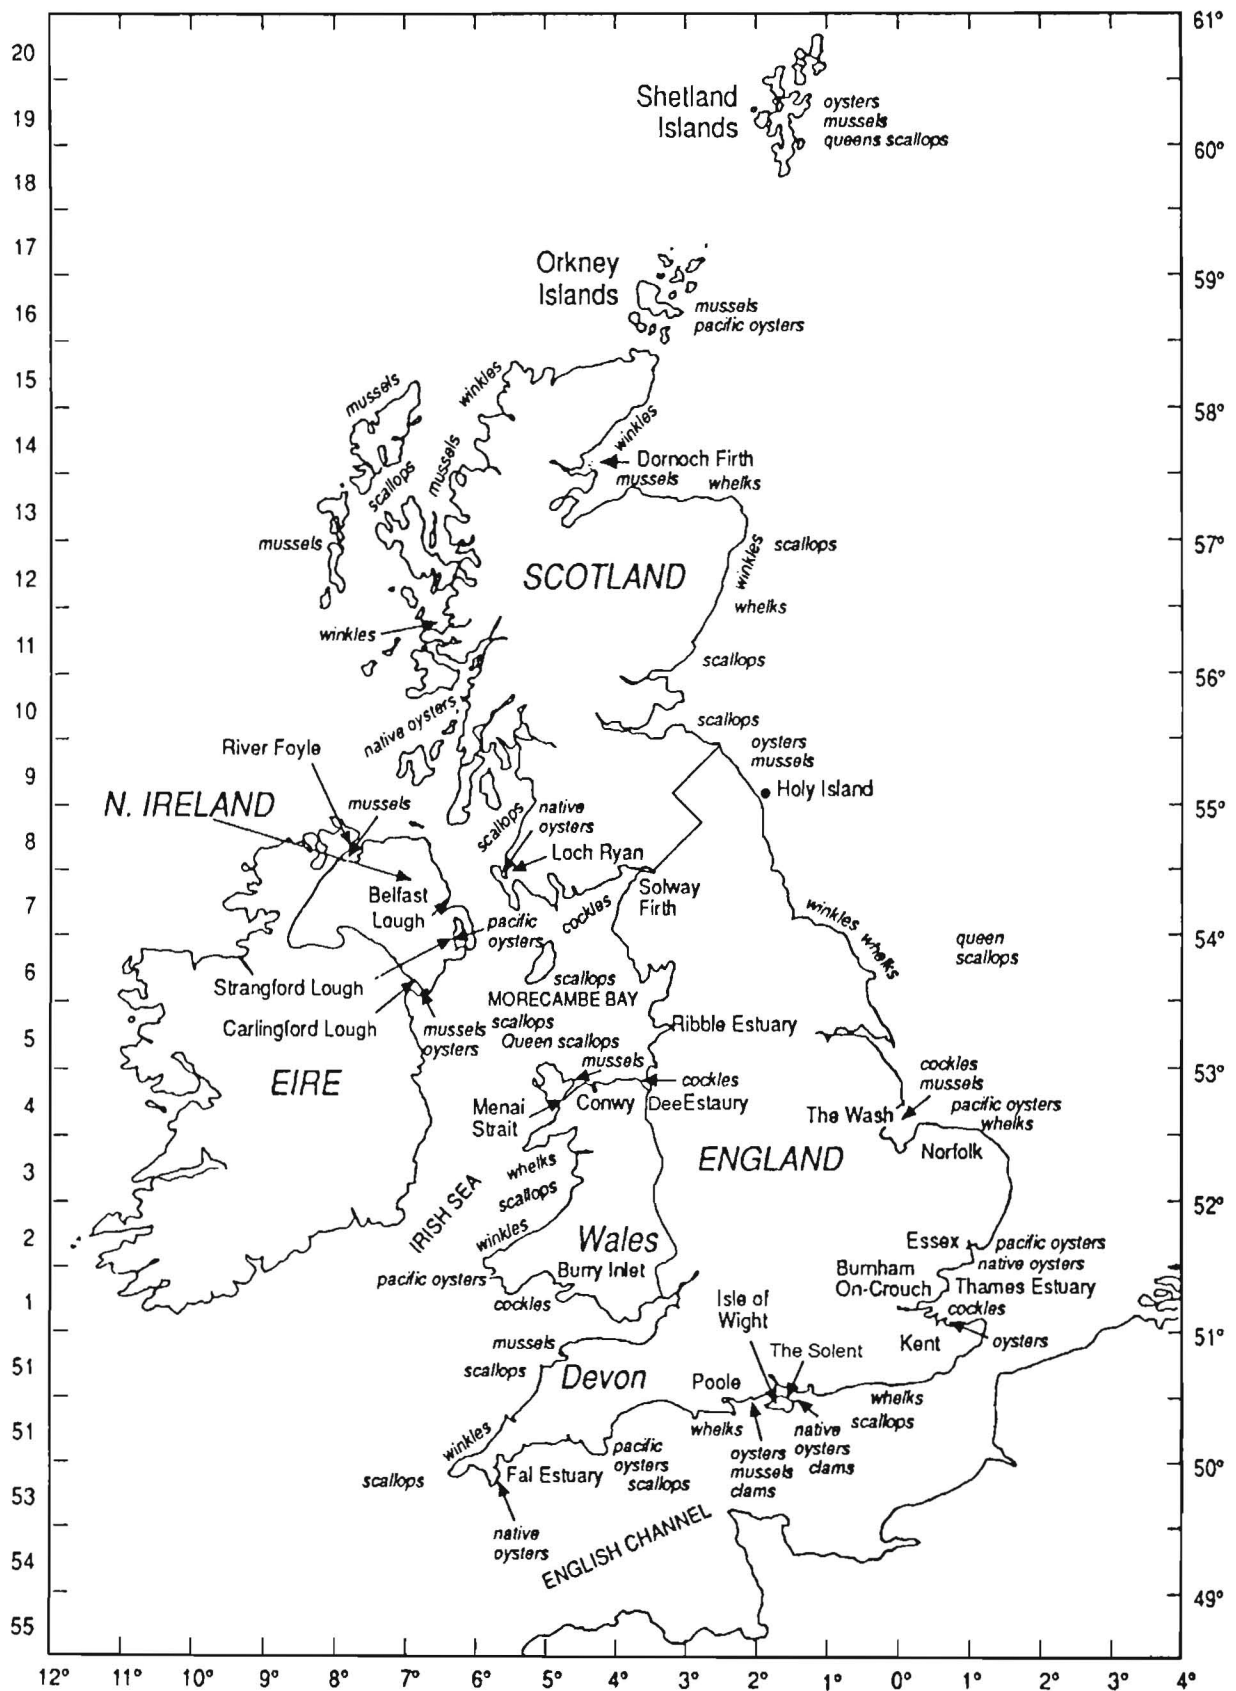 20
61°
Shetland
Islands
oysters
mussels
queens scallops
19
60°
18
17
Orkney
Islands
59°
16
mussels
pacific oysters
15
mussels
winkles
58°
14
winkles
mussels
Dornoch Firth
scallops
mussels
whelks
13
mussels
scallops
57°
winkles
SCOTLAND
12
whelks
winkles
11
scallops
56°
10
native oysters
scallops
River Foyle
oysters
mussels
9
Holy Island
N. IRELAND
mussels
55°
scallops
native
oysters
8
Loch Ryan
Belfast
Lough
Solway
Firth
7
cockles
winkles
whelks
pacific
oysters
54°
queen
scallops
6
Strangford Lough
scallops
MORECAMBE BAY
Carlingford Lough
mussels
oysters
scallops
Ribble Estuary
5
Queen scallops
mussels
EIRE
cockles
cockles
mussels
53°
4
Menai
Strait
Conwy
Dee Estaury
The Wash
pacific oysters
whelks
Norfolk
ENGLAND
3
whelks
scallops
IRISH SEA
52°
2
winkles
Wales
Essex
pacific oysters
native oysters
Burry Inlet
Burnham
On-Crouch
Thames Estuary
pacific oysters
1
cockles
Isle of
Wight
cockles
51°
mussels
Kent
oysters
The Solent
51
scallops
Devon
Poole
whelks
scallops
51
winkles
whelks
native
oysters
clams
pacific
oysters
scallops
oysters
mussels
clams
50°
scallops
Fal Estuary
53
native
oysters
ENGLISH CHANNEL
54
49°
55
12° 11° 10° 9° 8° 7° 6° 5° 4° 3° 2° 1° 0° 1° 2° 3° 4°